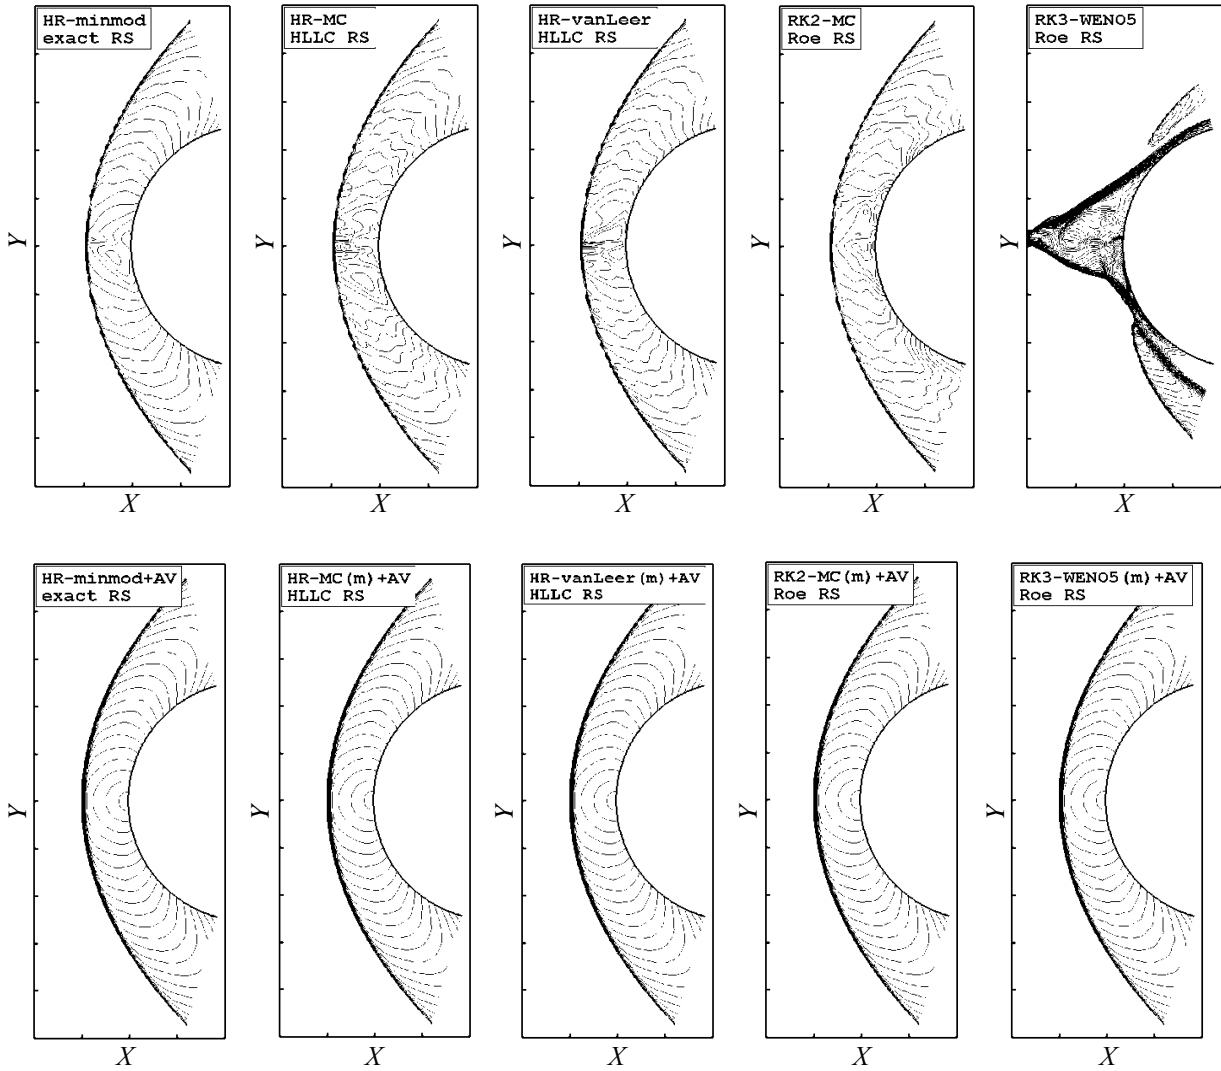 HR-minmod
exact RS
HR-MC
HLLC RS
HR-vanLeer
HLLC RS
RK2-MC
Roe RS
RK3-WENO5
Roe RS
Y
Y
Y
Y
Y
X
X
X
X
X
HR-minmod+AV
exact RS
HR-MC(m)+AV
HLLC RS
HR-vanLeer(m)+AV
HLLC RS
RK2-MC(m)+AV
Roe RS
RK3-WENO5(m)+AV
Roe RS
Y
Y
Y
Y
Y
X
X
X
X
X